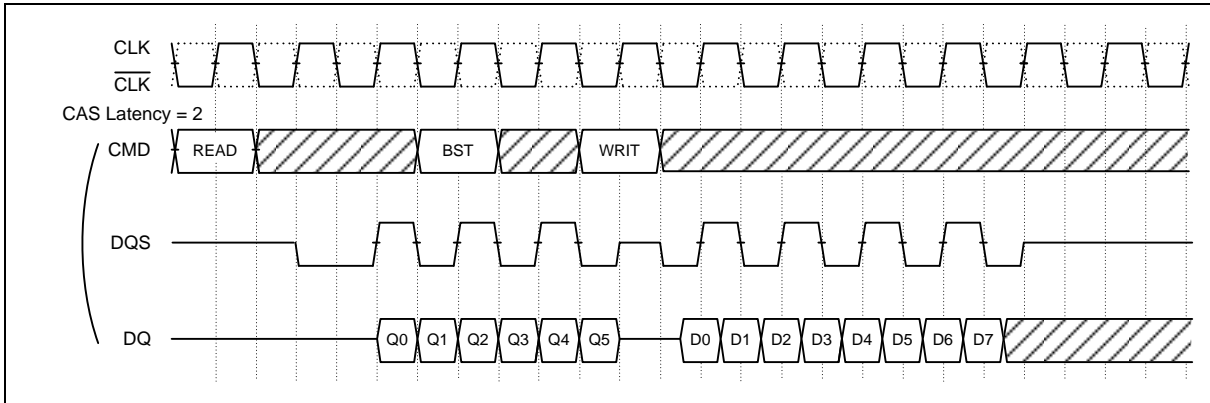 CLK
CLK
CAS Latency = 2
CMD READ BST WRIT
DQS
DQ Q0 Q1 Q2 Q3 Q4 Q5 D0 D1 D2 D3 D4 D5 D6 D7